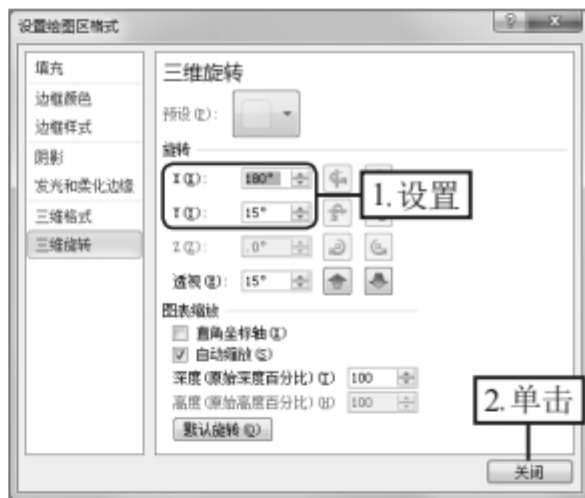 设置绘图区格式
填充
边框颜色
边框样式
阴影
发光和柔化边缘
三维格式
三维旋转
三维旋转
预设(P):
旋转
X(X): 180°
1.设置
Y(Y): 15°
Z(Z): .0°
透视(E): 15°
图表缩放
直角坐标轴(X)
自动缩放(S)
深度(原始深度百分比)(T) 100
高度(原始高度百分比)(H) 100
2.单击
默认旋转(D)
关闭